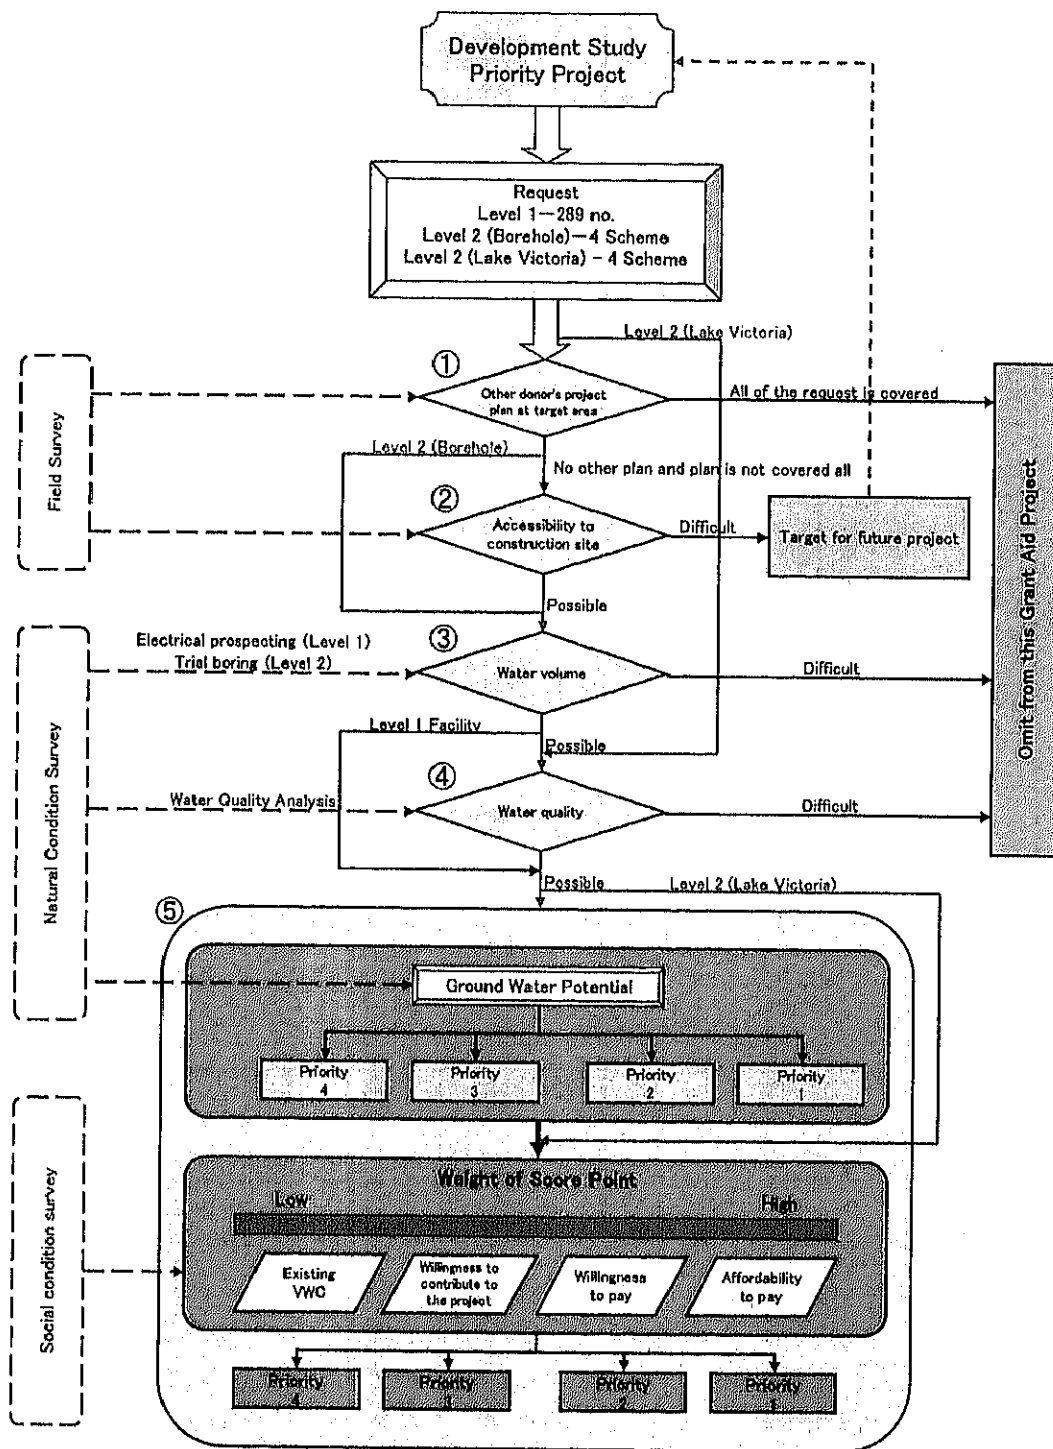 Development Study
Priority Project
Request
Level 1—289 no.
Level 2 (Borehole)—4 Scheme
Level 2 (Lake Victoria) - 4 Scheme
Level 2 (Lake Victoria)
①
Other donor's project
plan at target area
All of the request is covered
Field Survey
Level 2 (Borehole)
No other plan and plan is not covered all
②
Accessibility to
construction site
Difficult
Target for future project
Omit from this Grant Aid Project
Possible
Electrical prospecting (Level 1)
Trial boring (Level 2)
③
Water volume
Difficult
Natural Condition Survey
Level 1 Facility
Possible
④
Water Quality Analysis
Water quality
Difficult
Possible
Level 2 (Lake Victoria)
⑤
Ground Water Potential
Priority
4
Priority
3
Priority
2
Priority
1
Social condition survey
Weight of Score Point
Low
High
Existing
VWC
Willingness to
contribute to
the project
Willingness
to pay
Affordability
to pay
Priority
4
Priority
3
Priority
2
Priority
1